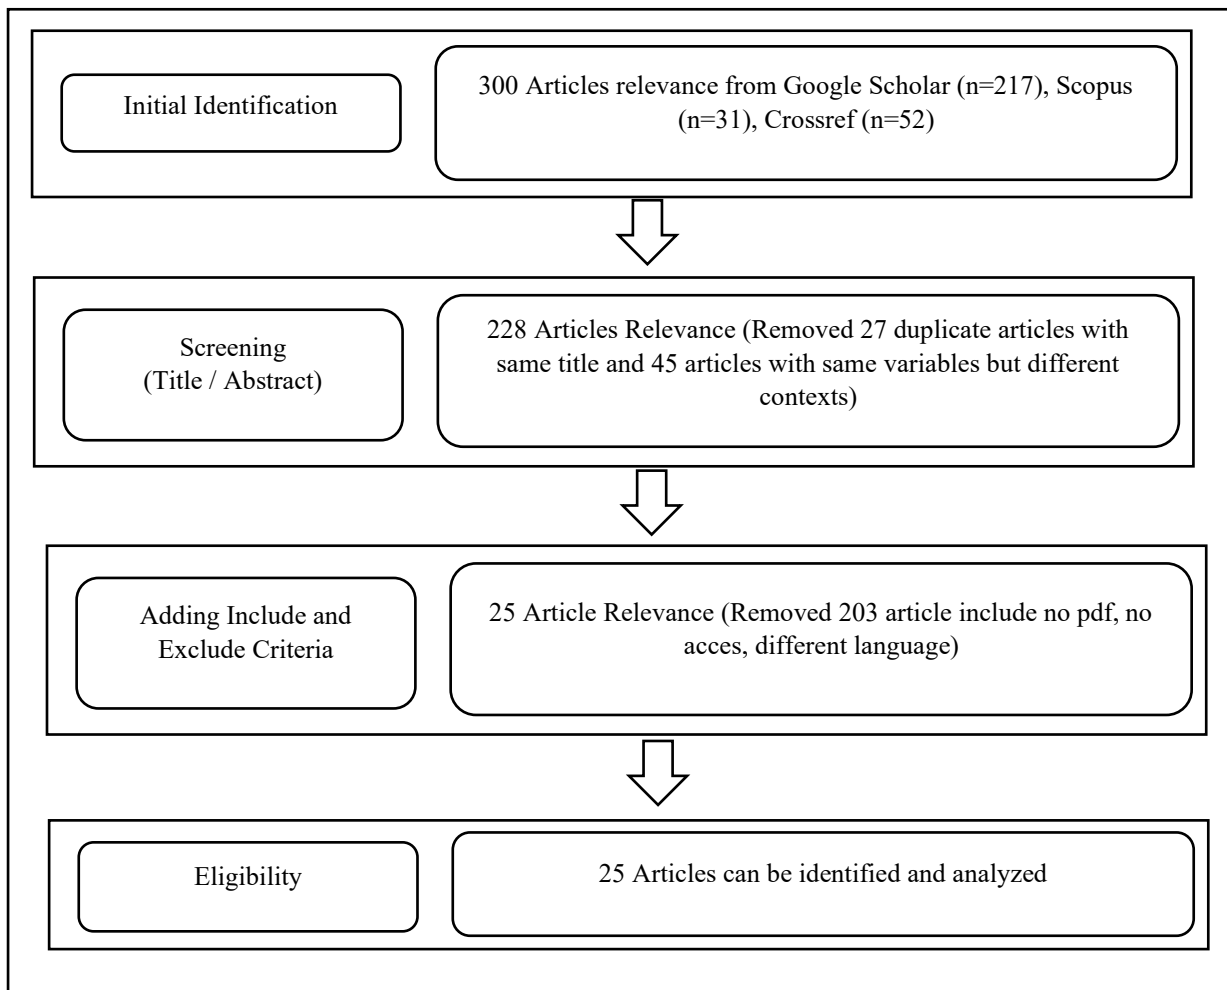 Initial Identification
300 Articles relevance from Google Scholar (n=217), Scopus
(n=31), Crossref (n=52)
Screening
(Title / Abstract)
228 Articles Relevance (Removed 27 duplicate articles with
same title and 45 articles with same variables but different
contexts)
Adding Include and
Exclude Criteria
25 Article Relevance (Removed 203 article include no pdf, no
acces, different language)
Eligibility
25 Articles can be identified and analyzed